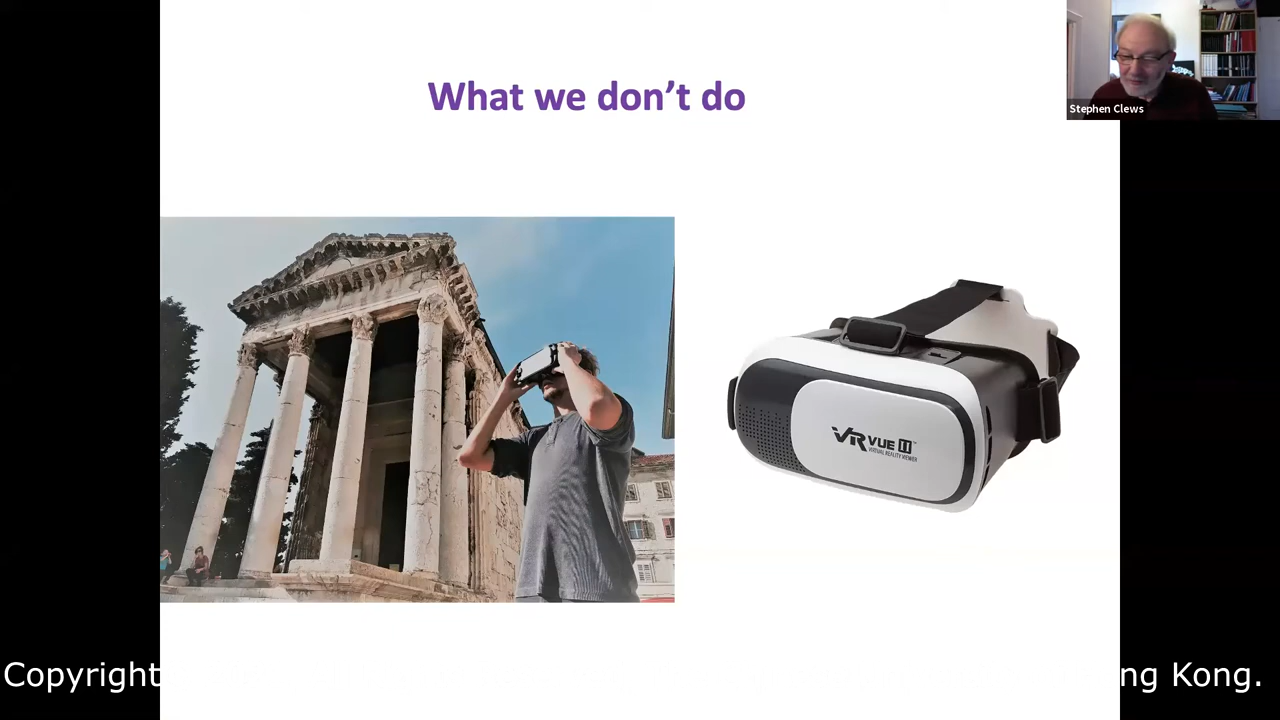 What we don’t do
Stephen Clews
VR VUE II
VIRTUAL REALITY VIEWER
Copyright
ng Kong.